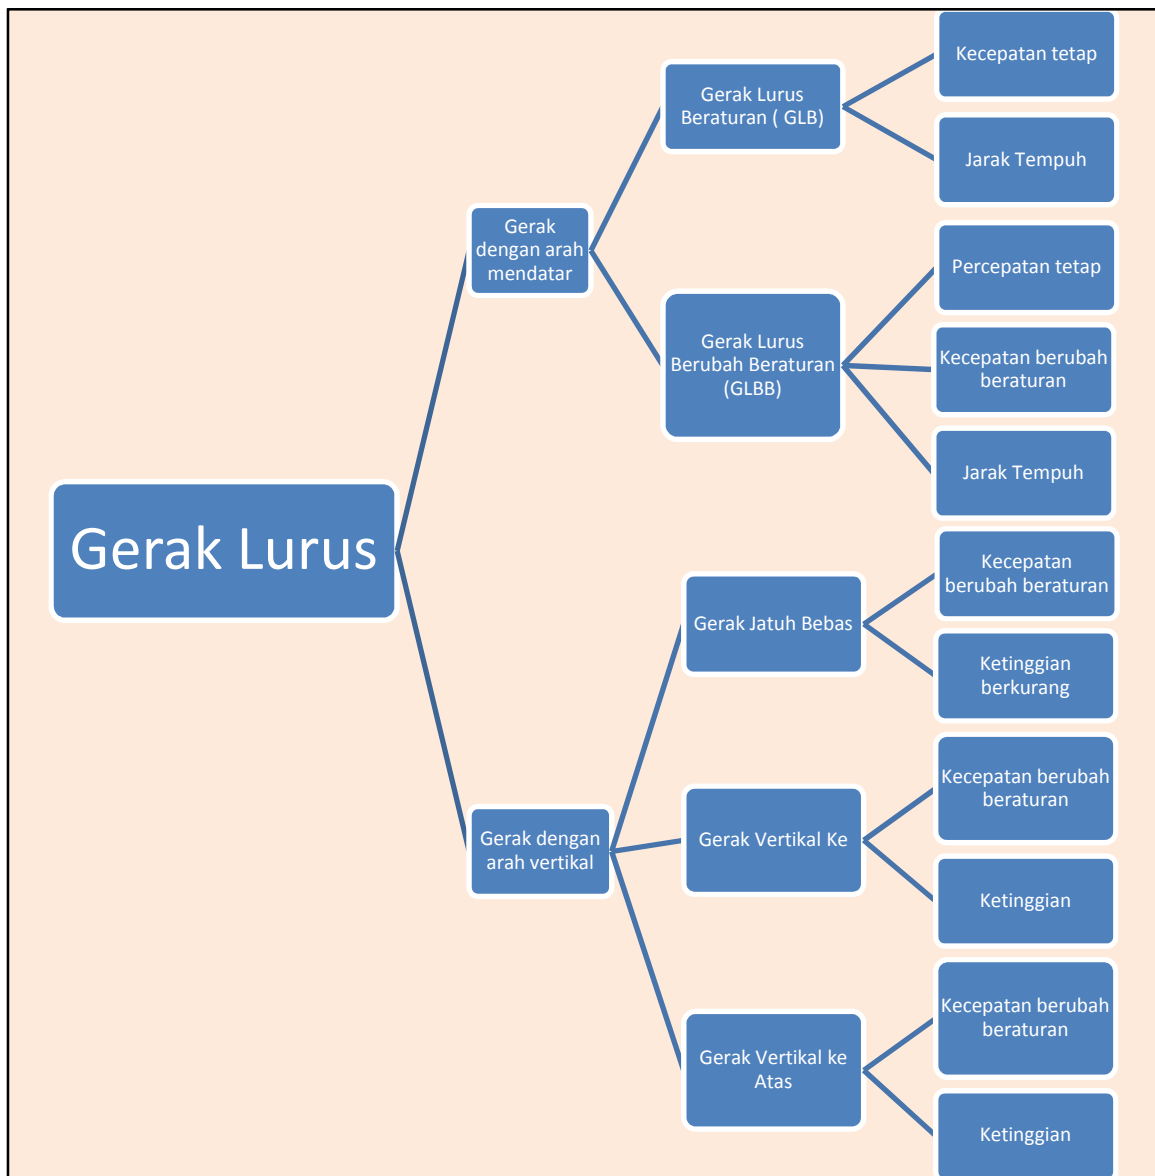 Gerak Lurus
Gerak
dengan arah
mendatar
Gerak Lurus
Beraturan ( GLB)
Kecepatan tetap
Jarak Tempuh
Gerak Lurus
Berubah Beraturan
(GLBB)
Percepatan tetap
Kecepatan berubah
beraturan
Jarak Tempuh
Gerak dengan
arah vertikal
Gerak Jatuh Bebas
Kecepatan
berubah beraturan
Ketinggian
berkurang
Gerak Vertikal Ke
Kecepatan berubah
beraturan
Ketinggian
Gerak Vertikal ke
Atas
Kecepatan berubah
beraturan
Ketinggian